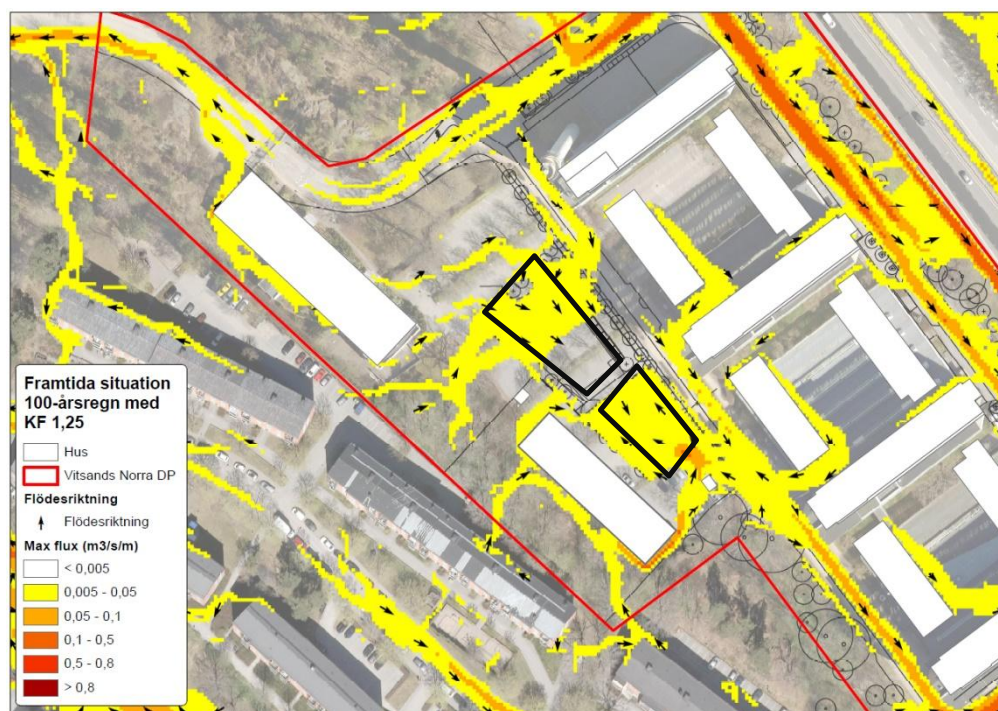 Framtida situation
100-årsregn med
KF 1,25
Hus
Vitsands Norra DP
Flödesriktning
Flödesriktning
Max flux (m3/s/m)
< 0,005
0,005 - 0,05
0,05 - 0,1
0,1 - 0,5
0,5 - 0,8
> 0,8